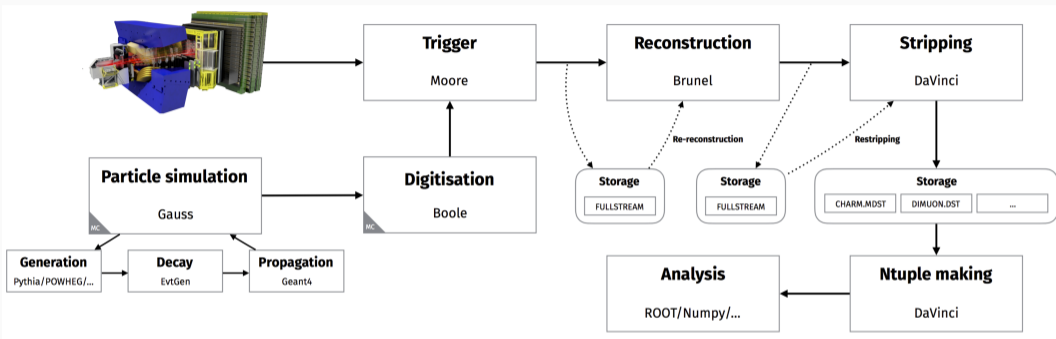 Trigger
Moore
Reconstruction
Brunel
Stripping
DaVinci
Re-reconstruction
Restripping
Particle simulation
Gauss
MC
Digitisation
Boole
MC
Storage
FULLSTREAM
Storage
FULLSTREAM
Storage
CHARM.MDST
DIMUON.DST
...
Generation
Pythia/POWHEG/...
Decay
EvtGen
Propagation
Geant4
Analysis
ROOT/Numpy/...
Ntuple making
DaVinci